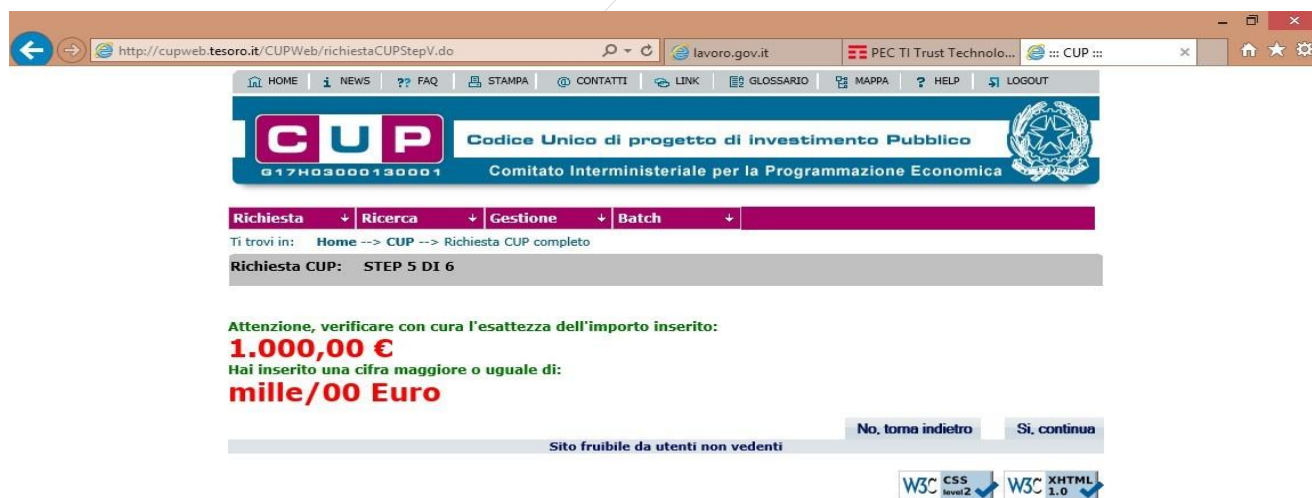 http://cupweb.tesoro.it/CUPWeb/richiestaCUPStepV.do lavoro.gov.it PEC TI Trust Technolo... ::: CUP :::
HOME NEWS ?? FAQ STAMPA CONTATTI LINK GLOSSARIO MAPPA ? HELP LOGOUT
CUP
G17H03000130001
Codice Unico di progetto di investimento Pubblico
Comitato Interministeriale per la Programmazione Economica
Richiesta Ricerca Gestione Batch
Ti trovi in: Home --> CUP --> Richiesta CUP completo
Richiesta CUP: STEP 5 DI 6
Attenzione, verificare con cura l'esattezza dell'importo inserito:
1.000,00 €
Hai inserito una cifra maggiore o uguale di:
mille/00 Euro
No, torna indietro Si, continua
Sito fruibile da utenti non vedenti
W3C CSS level 2 W3C XHTML 1.0